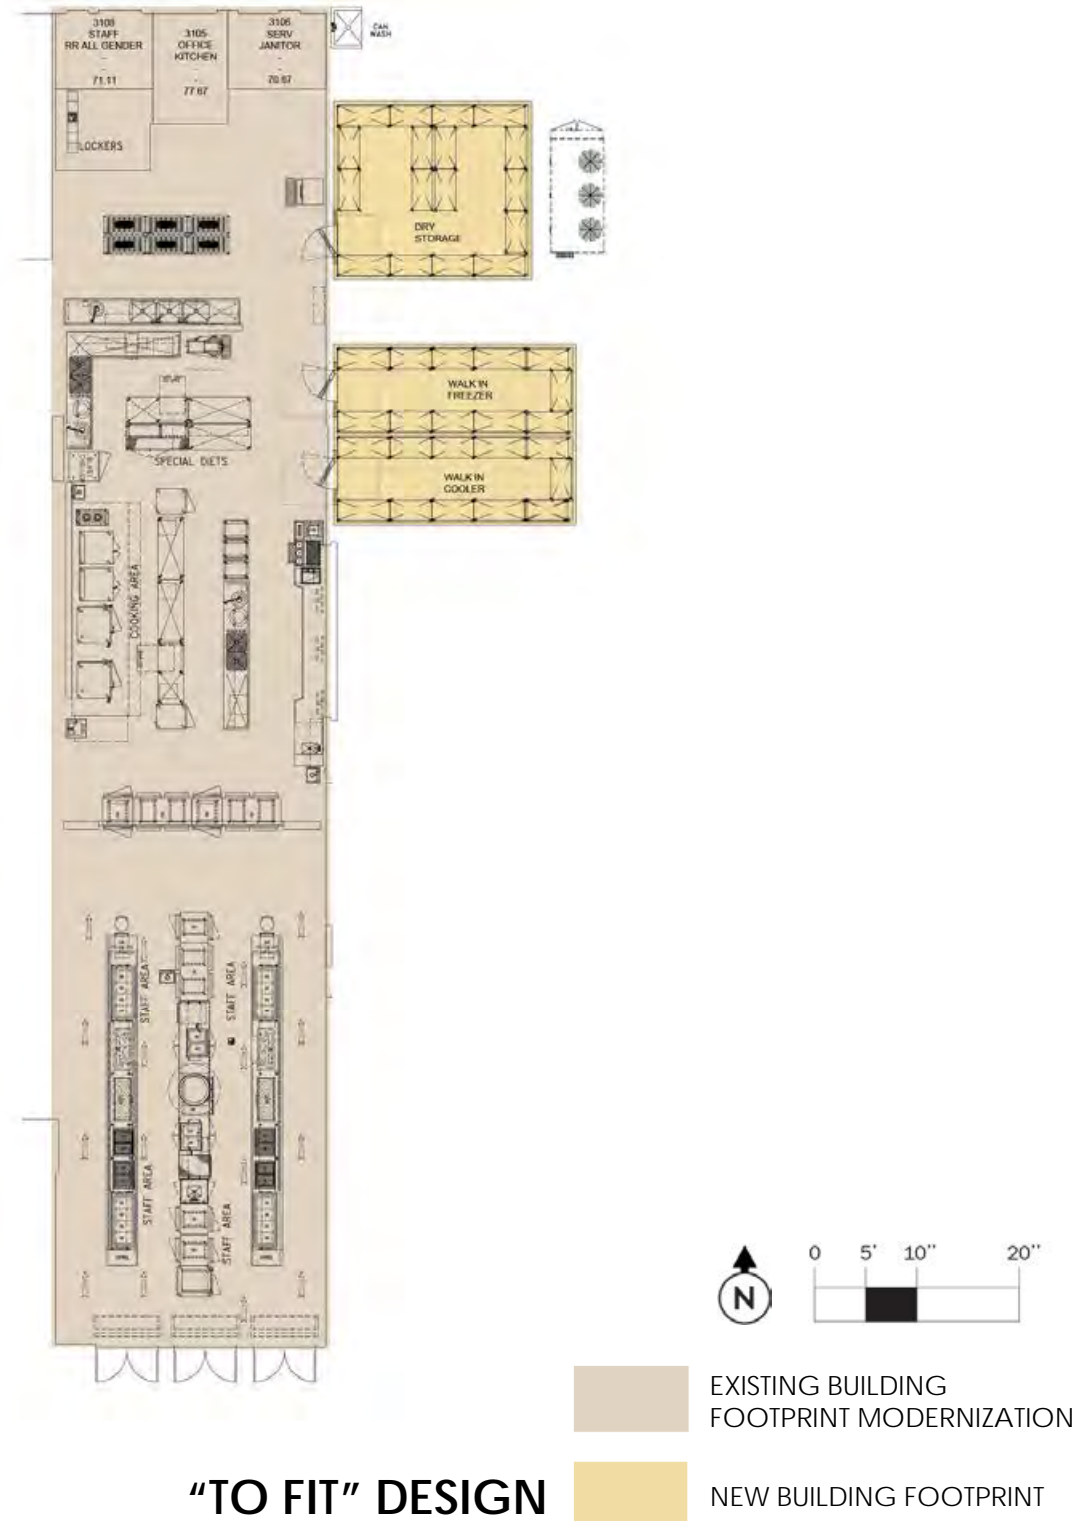 3108
STAFF
RR ALL GENDER
-
-
71.11
3105
OFFICE
KITCHEN
-
-
77.67
3106
SERV
JANITOR
-
-
70.67
CAN
WASH
LOCKERS
DRY
STORAGE
WALK IN
FREEZER
SPECIAL DIETS
WALK IN
COOLER
COOKING AREA
STAFF AREA
STAFF AREA
STAFF AREA
STAFF AREA
N
0 5' 10'' 20''
EXISTING BUILDING
FOOTPRINT MODERNIZATION
“TO FIT” DESIGN
NEW BUILDING FOOTPRINT